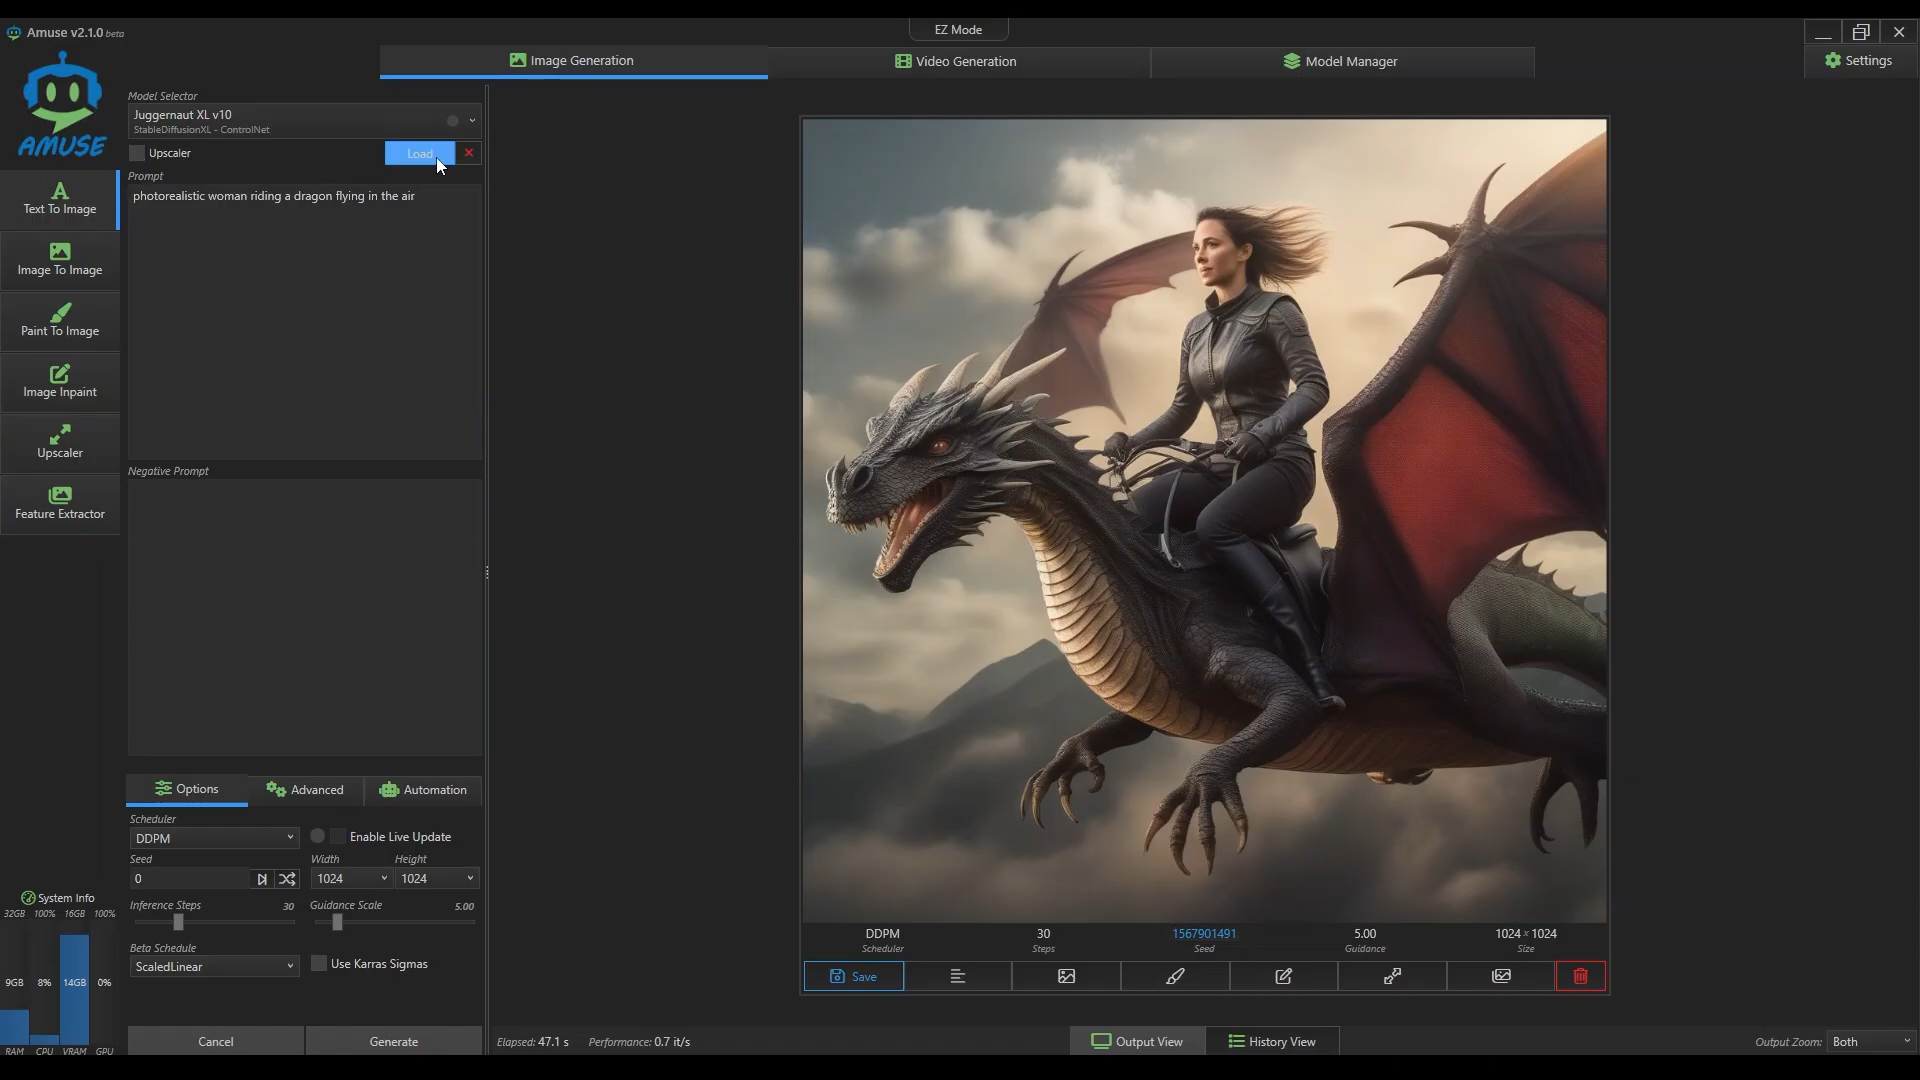 Amuse v2.1.0 beta
EZ Mode
Image Generation
Video Generation
Model Manager
Settings
AMUSE
Text To Image
Image To Image
Paint To Image
Image Inpaint
Upscaler
Feature Extractor
System Info
32GB 100% 16GB 100%
9GB 8% 14GB 0%
RAM CPU VRAM GPU
Model Selector
Juggernaut XL v10
StableDiffusionXL - ControlNet
Upscaler
Load
Prompt
photorealistic woman riding a dragon flying in the air
Negative Prompt
Options
Advanced
Automation
Scheduler
DDPM
Enable Live Update
Seed
0
Width
1024
Height
1024
Inference Steps 30
Guidance Scale 5.00
Beta Schedule
ScaledLinear
Use Karras Sigmas
Cancel
Generate
DDPM 30 1567901491 5.00 1024 × 1024
Scheduler Steps Seed Guidance Size
Save
Elapsed: 47.1 s Performance: 0.7 it/s
Output View
History View
Output Zoom: Both